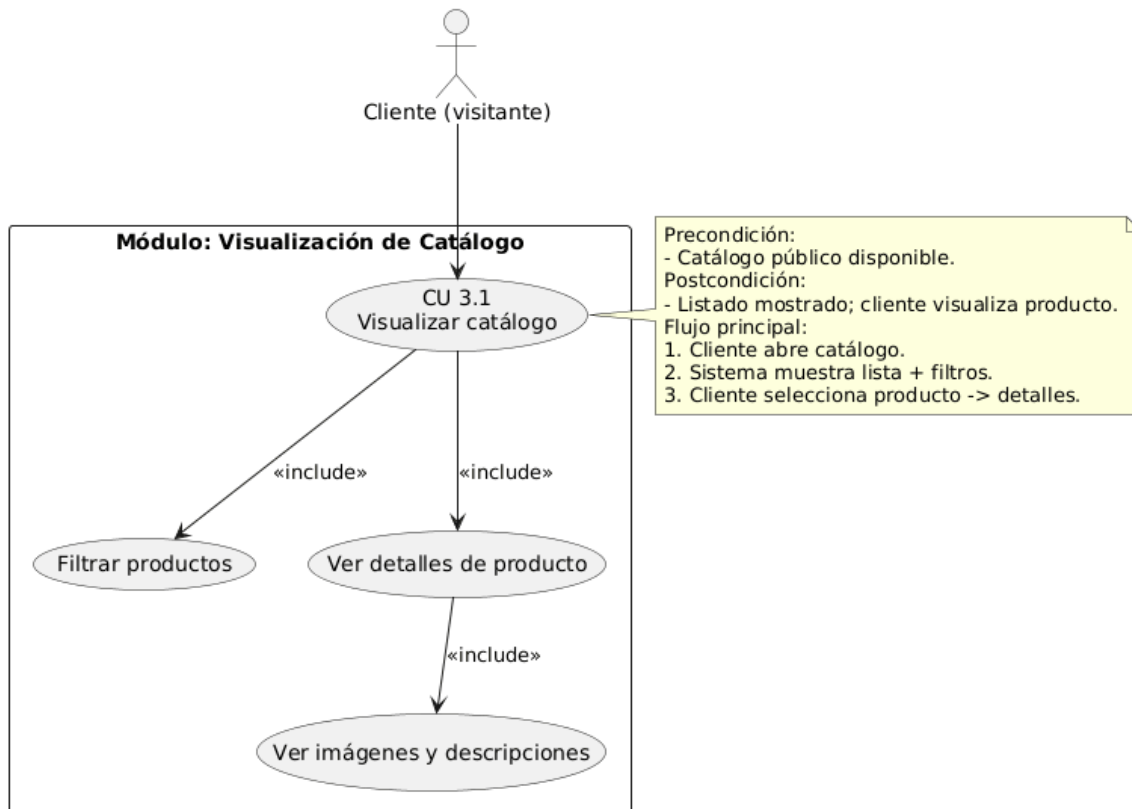 Cliente (visitante)
Módulo: Visualización de Catálogo
CU 3.1
Visualizar catálogo
Precondición:
- Catálogo público disponible.
Postcondición:
- Listado mostrado; cliente visualiza producto.
Flujo principal:
1. Cliente abre catálogo.
2. Sistema muestra lista + filtros.
3. Cliente selecciona producto -> detalles.
«include»
«include»
Filtrar productos
Ver detalles de producto
«include»
Ver imágenes y descripciones